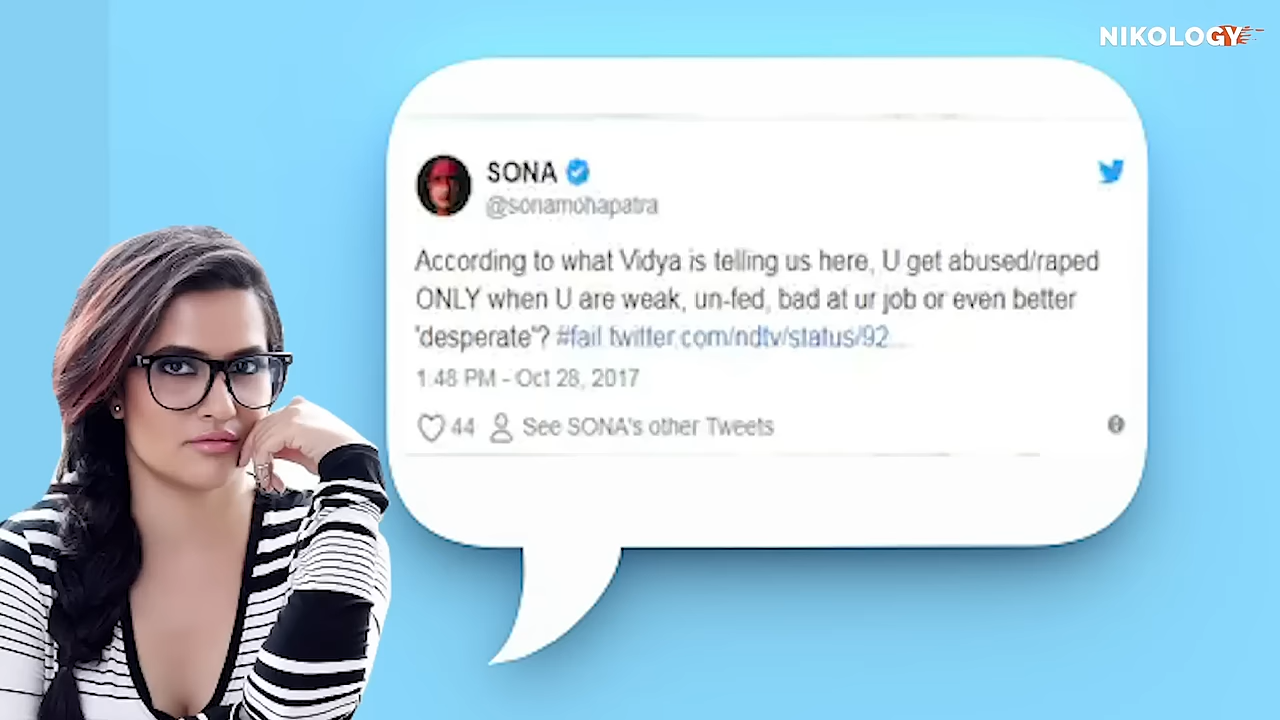 NIKOLOGY
SONA
@sonamohapatra
According to what Vidya is telling us here, U get abused/raped
ONLY when U are weak, un-fed, bad at ur job or even better
'desperate'? #fail twitter.com/ndtv/status/92...
1:48 PM - Oct 28, 2017
44 See SONA's other Tweets